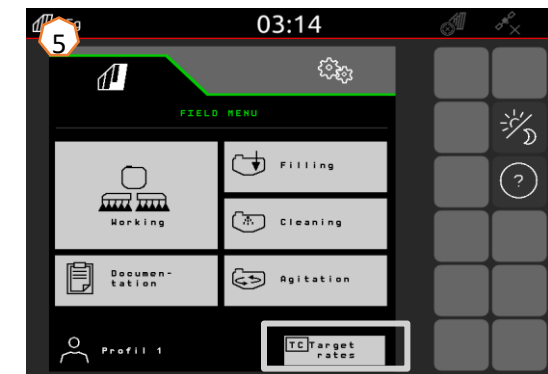 03:14
5
FIELD MENU
Working
Filling
Cleaning
Documen-
tation
Agitation
Profil 1
TC Target
rates
?